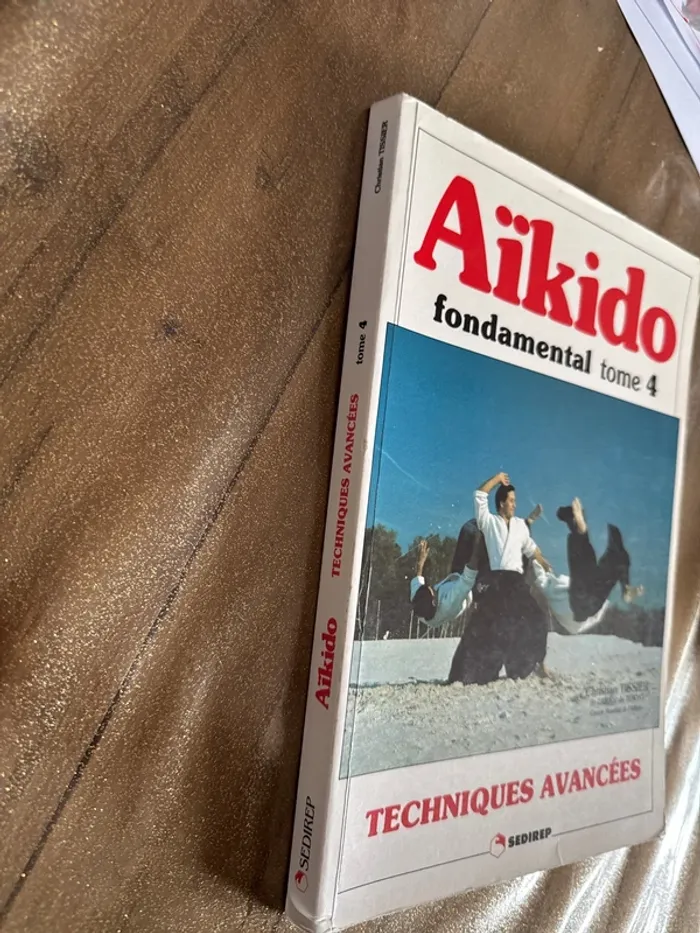 Christian TISSIER
tome 4
TECHNIQUES AVANCÉES
Aïkido
SEDIREP
Aïkido
fondamental tome 4
Christian TISSIER
TECHNIQUES AVANCÉES
SEDIREP